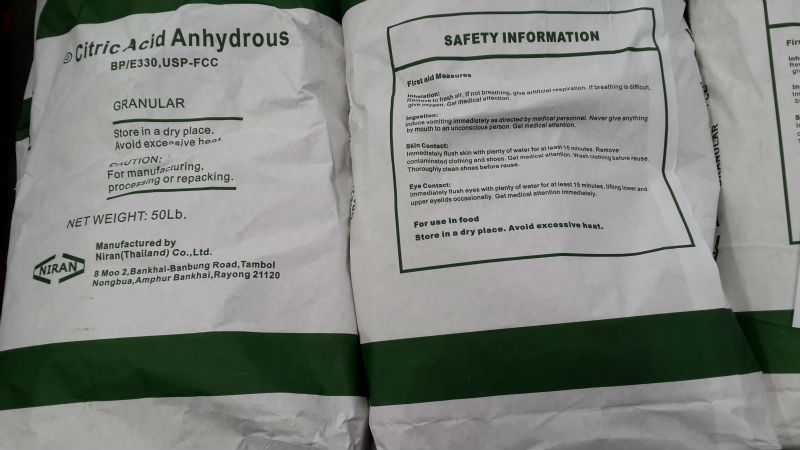 Citric Acid Anhydrous
BP/E330,USP-FCC
GRANULAR
Store in a dry place.
Avoid excessive heat.
CAUTION:
For manufacturing,
processing or repacking.
NET WEIGHT: 50Lb.
NIRAN
Manufactured by
Niran(Thailand) Co.,Ltd.
8 Moo 2,Bankhai-Banbung Road,Tambol
Nongbua,Amphur Bankhai,Rayong 21120
SAFETY INFORMATION
First aid Measures
Inhalation:
Remove to fresh air. If not breathing, give artificial respiration. If breathing is difficult,
give oxygen. Get medical attention.
Ingestion:
Induce vomiting immediately as directed by medical personnel. Never give anything
by mouth to an unconscious person. Get medical attention.
Skin Contact:
Immediately flush skin with plenty of water for at least 15 minutes. Remove
contaminated clothing and shoes. Get medical attention. Wash clothing before reuse.
Thoroughly clean shoes before reuse.
Eye Contact:
Immediately flush eyes with plenty of water for at least 15 minutes, lifting lower and
upper eyelids occasionally. Get medical attention immediately.
For use in food
Store in a dry place. Avoid excessive heat.